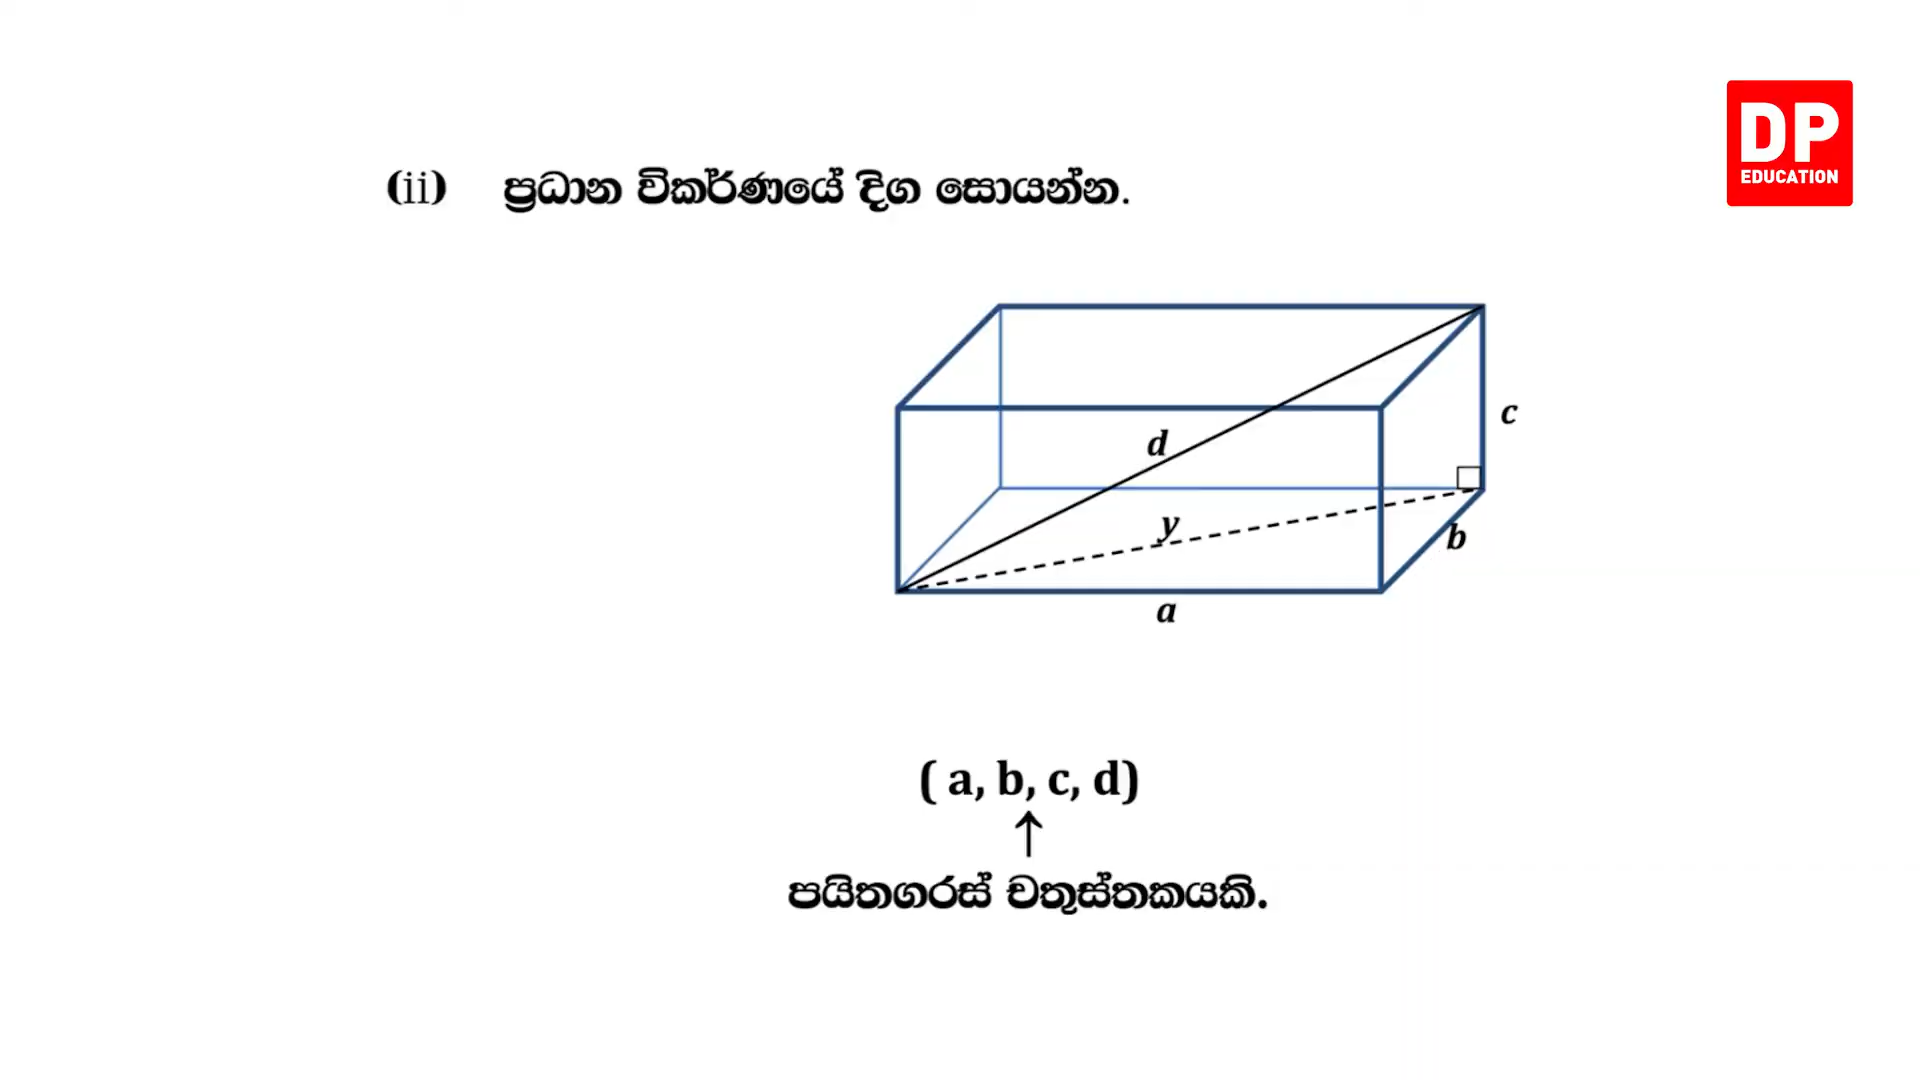 DP
EDUCATION
(ii) ප්‍රධාන විකර්ණයේ දිග සොයන්න.
c
d
y
b
a
( a, b, c, d)
↑
පයිතගරස් චතුස්තකයකි.